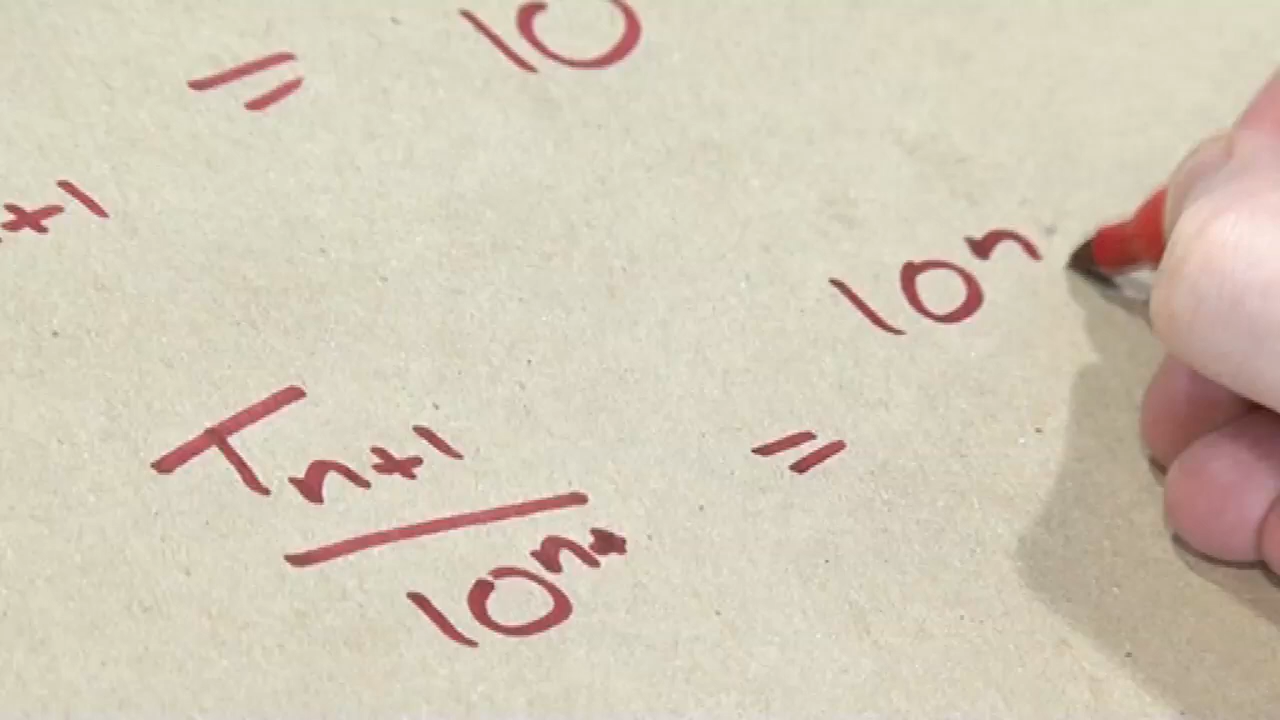 = 10
+1
10ⁿ
Tₙ₊₁ =
10ⁿ